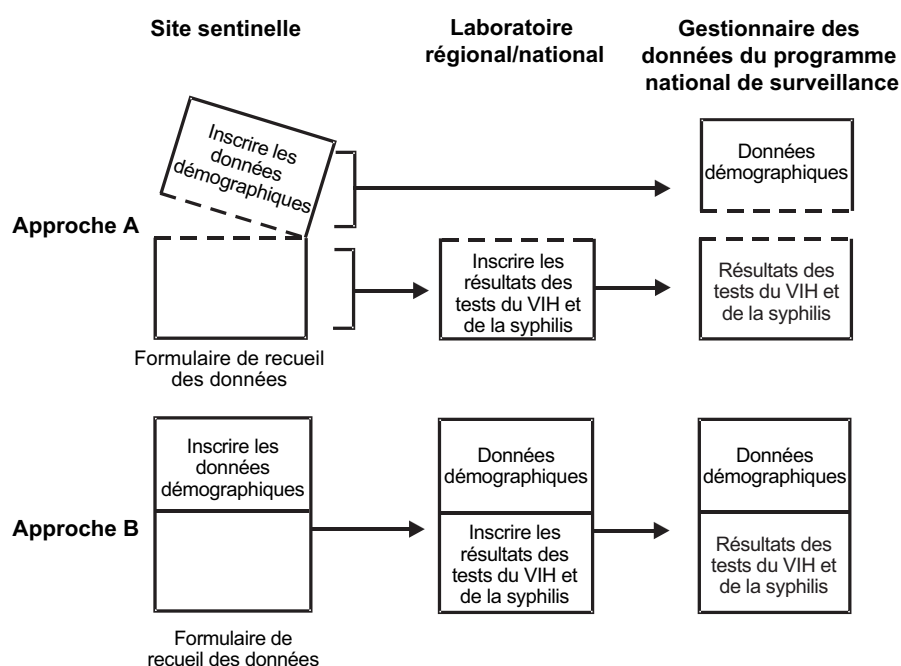 Site sentinelle
Laboratoire
régional/national
Gestionnaire des
données du programme
national de surveillance
Approche A
Inscrire les
données
démographiques
Données
démographiques
Inscrire les
résultats des
tests du VIH et
de la syphilis
Résultats des
tests du VIH et
de la syphilis
Formulaire de recueil
des données
Approche B
Inscrire les
données
démographiques
Données
démographiques
Inscrire les
résultats des
tests du VIH et
de la syphilis
Données
démographiques
Résultats des
tests du VIH et
de la syphilis
Formulaire de
recueil des données